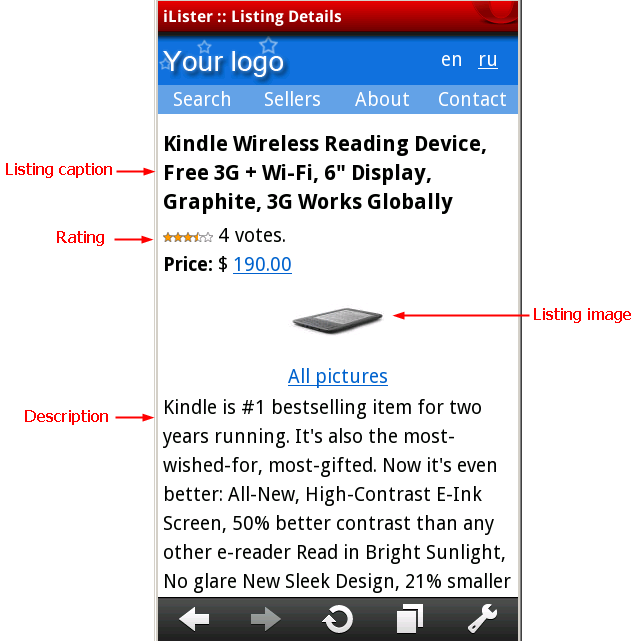 iLister :: Listing Details
Your logo
en ru
Search Sellers About Contact
Kindle Wireless Reading Device,
Listing caption
Free 3G + Wi-Fi, 6" Display,
Graphite, 3G Works Globally
Rating
4 votes.
Price: $ 190.00
Listing image
All pictures
Description
Kindle is #1 bestselling item for two
years running. It's also the most-
wished-for, most-gifted. Now it's even
better: All-New, High-Contrast E-Ink
Screen, 50% better contrast than any
other e-reader Read in Bright Sunlight,
No glare New Sleek Design, 21% smaller